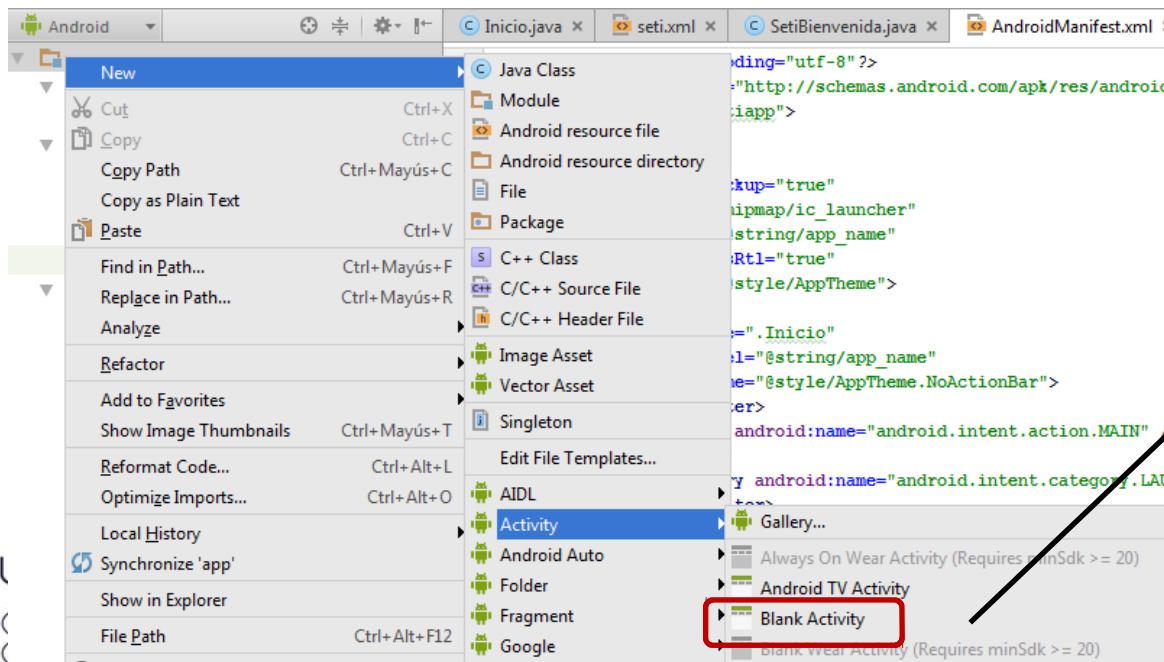 Android
Inicio.java
seti.xml
SetiBienvenida.java
AndroidManifest.xml
New
Cut Ctrl+X
Copy Ctrl+C
Copy Path Ctrl+Mayús+C
Copy as Plain Text
Paste Ctrl+V
Find in Path... Ctrl+Mayús+F
Replace in Path... Ctrl+Mayús+R
Analyze
Refactor
Add to Favorites
Show Image Thumbnails Ctrl+Mayús+T
Reformat Code... Ctrl+Alt+L
Optimize Imports... Ctrl+Alt+O
Local History
Synchronize 'app'
Show in Explorer
File Path Ctrl+Alt+F12
Java Class
Module
Android resource file
Android resource directory
File
Package
C++ Class
C/C++ Source File
C/C++ Header File
Image Asset
Vector Asset
Singleton
Edit File Templates...
AIDL
Activity
Android Auto
Folder
Fragment
Google
Gallery...
Always On Wear Activity (Requires minSdk >= 20)
Android TV Activity
Blank Activity
Blank Wear Activity (Requires minSdk >= 20)
ding="utf-8"?>
="http://schemas.android.com/apk/res/android
tiapp">
kup="true"
mipmap/ic_launcher"
@string/app_name"
sRtl="true"
@style/AppTheme">
e=".Inicio"
el="@string/app_name"
me="@style/AppTheme.NoActionBar">
ter>
android:name="android.intent.action.MAIN"
y android:name="android.intent.category.LAU